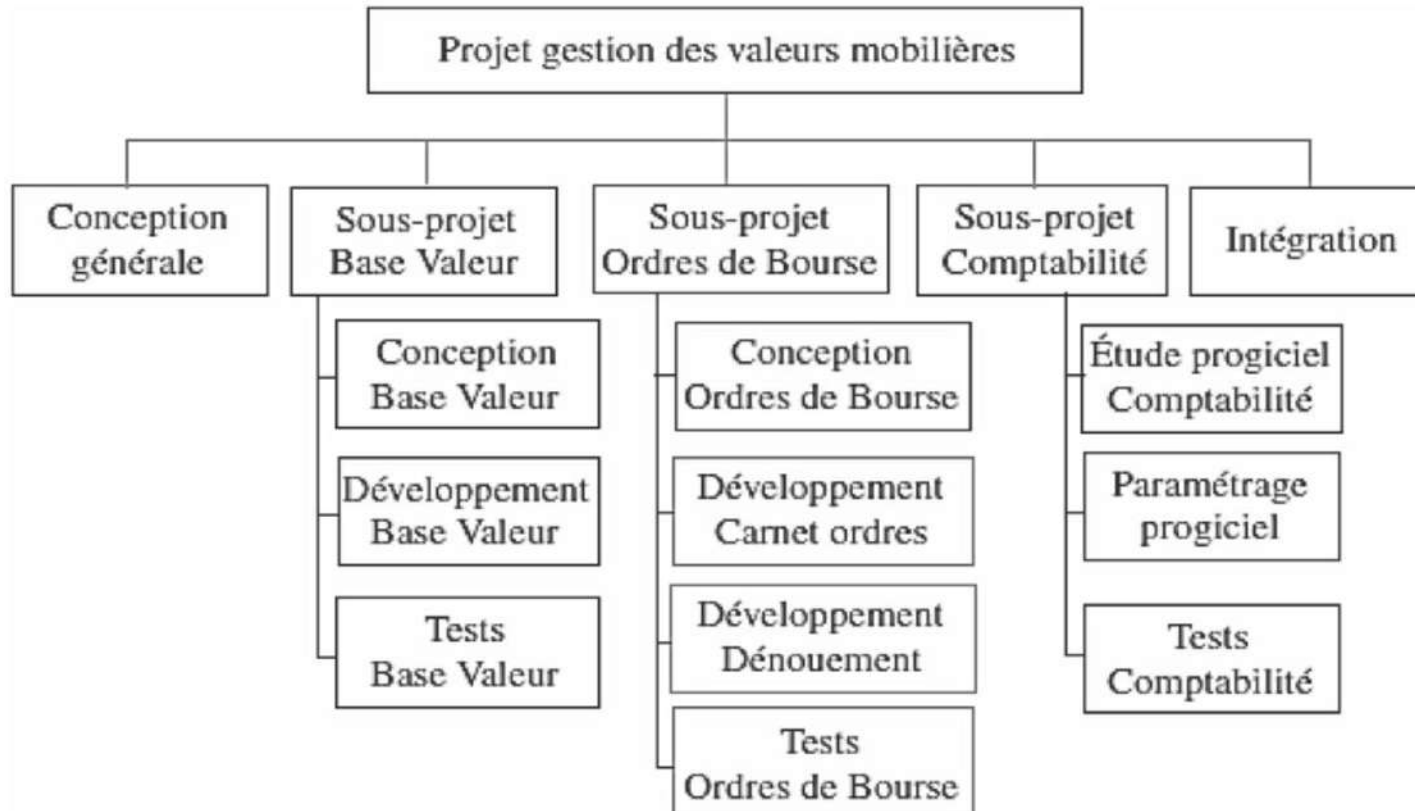 Projet gestion des valeurs mobilières
Conception
générale
Sous-projet
Base Valeur
Sous-projet
Ordres de Bourse
Sous-projet
Comptabilité
Intégration
Conception
Base Valeur
Développement
Base Valeur
Tests
Base Valeur
Conception
Ordres de Bourse
Développement
Carnet ordres
Développement
Dénouement
Tests
Ordres de Bourse
Étude progiciel
Comptabilité
Paramétrage
progiciel
Tests
Comptabilité